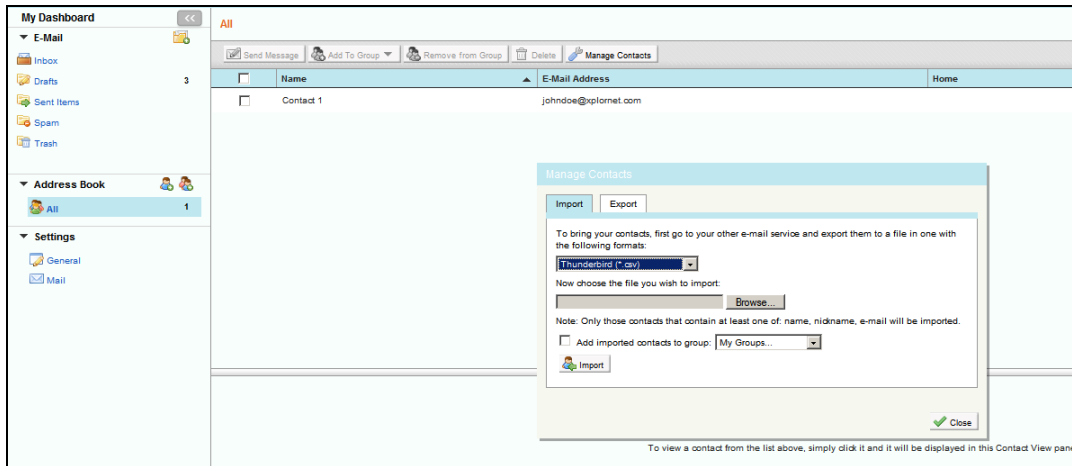 My Dashboard
<<
E-Mail
Inbox
Drafts 3
Sent Items
Spam
Trash
Address Book
All 1
Settings
General
Mail
All
Send Message Add To Group Remove from Group Delete Manage Contacts
Name E-Mail Address Home
Contact 1 johndoe@xplornet.com
Manage Contacts
Import Export
To bring your contacts, first go to your other e-mail service and export them to a file in one with
the following formats:
Thunderbird (*.csv)
Now choose the file you wish to import:
Browse...
Note: Only those contacts that contain at least one of: name, nickname, e-mail will be imported.
Add imported contacts to group: My Groups...
Import
Close
To view a contact from the list above, simply click it and it will be displayed in this Contact View pane